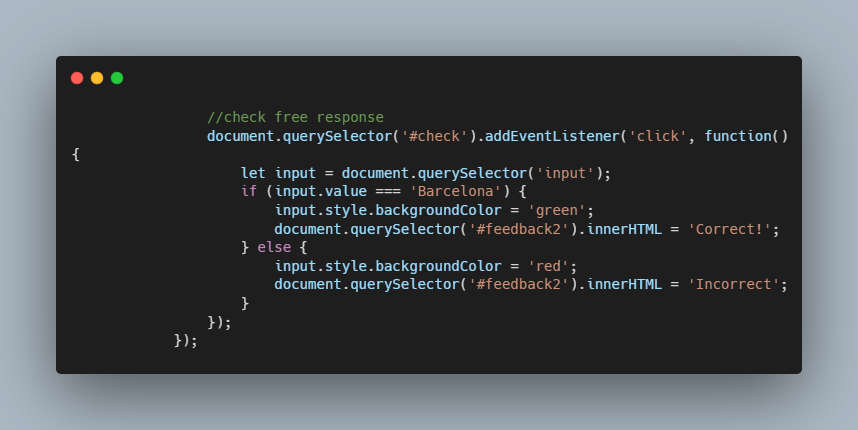 //check free response
document.querySelector('#check').addEventListener('click', function()
{
let input = document.querySelector('input');
if (input.value === 'Barcelona') {
input.style.backgroundColor = 'green';
document.querySelector('#feedback2').innerHTML = 'Correct!';
} else {
input.style.backgroundColor = 'red';
document.querySelector('#feedback2').innerHTML = 'Incorrect';
}
});
});